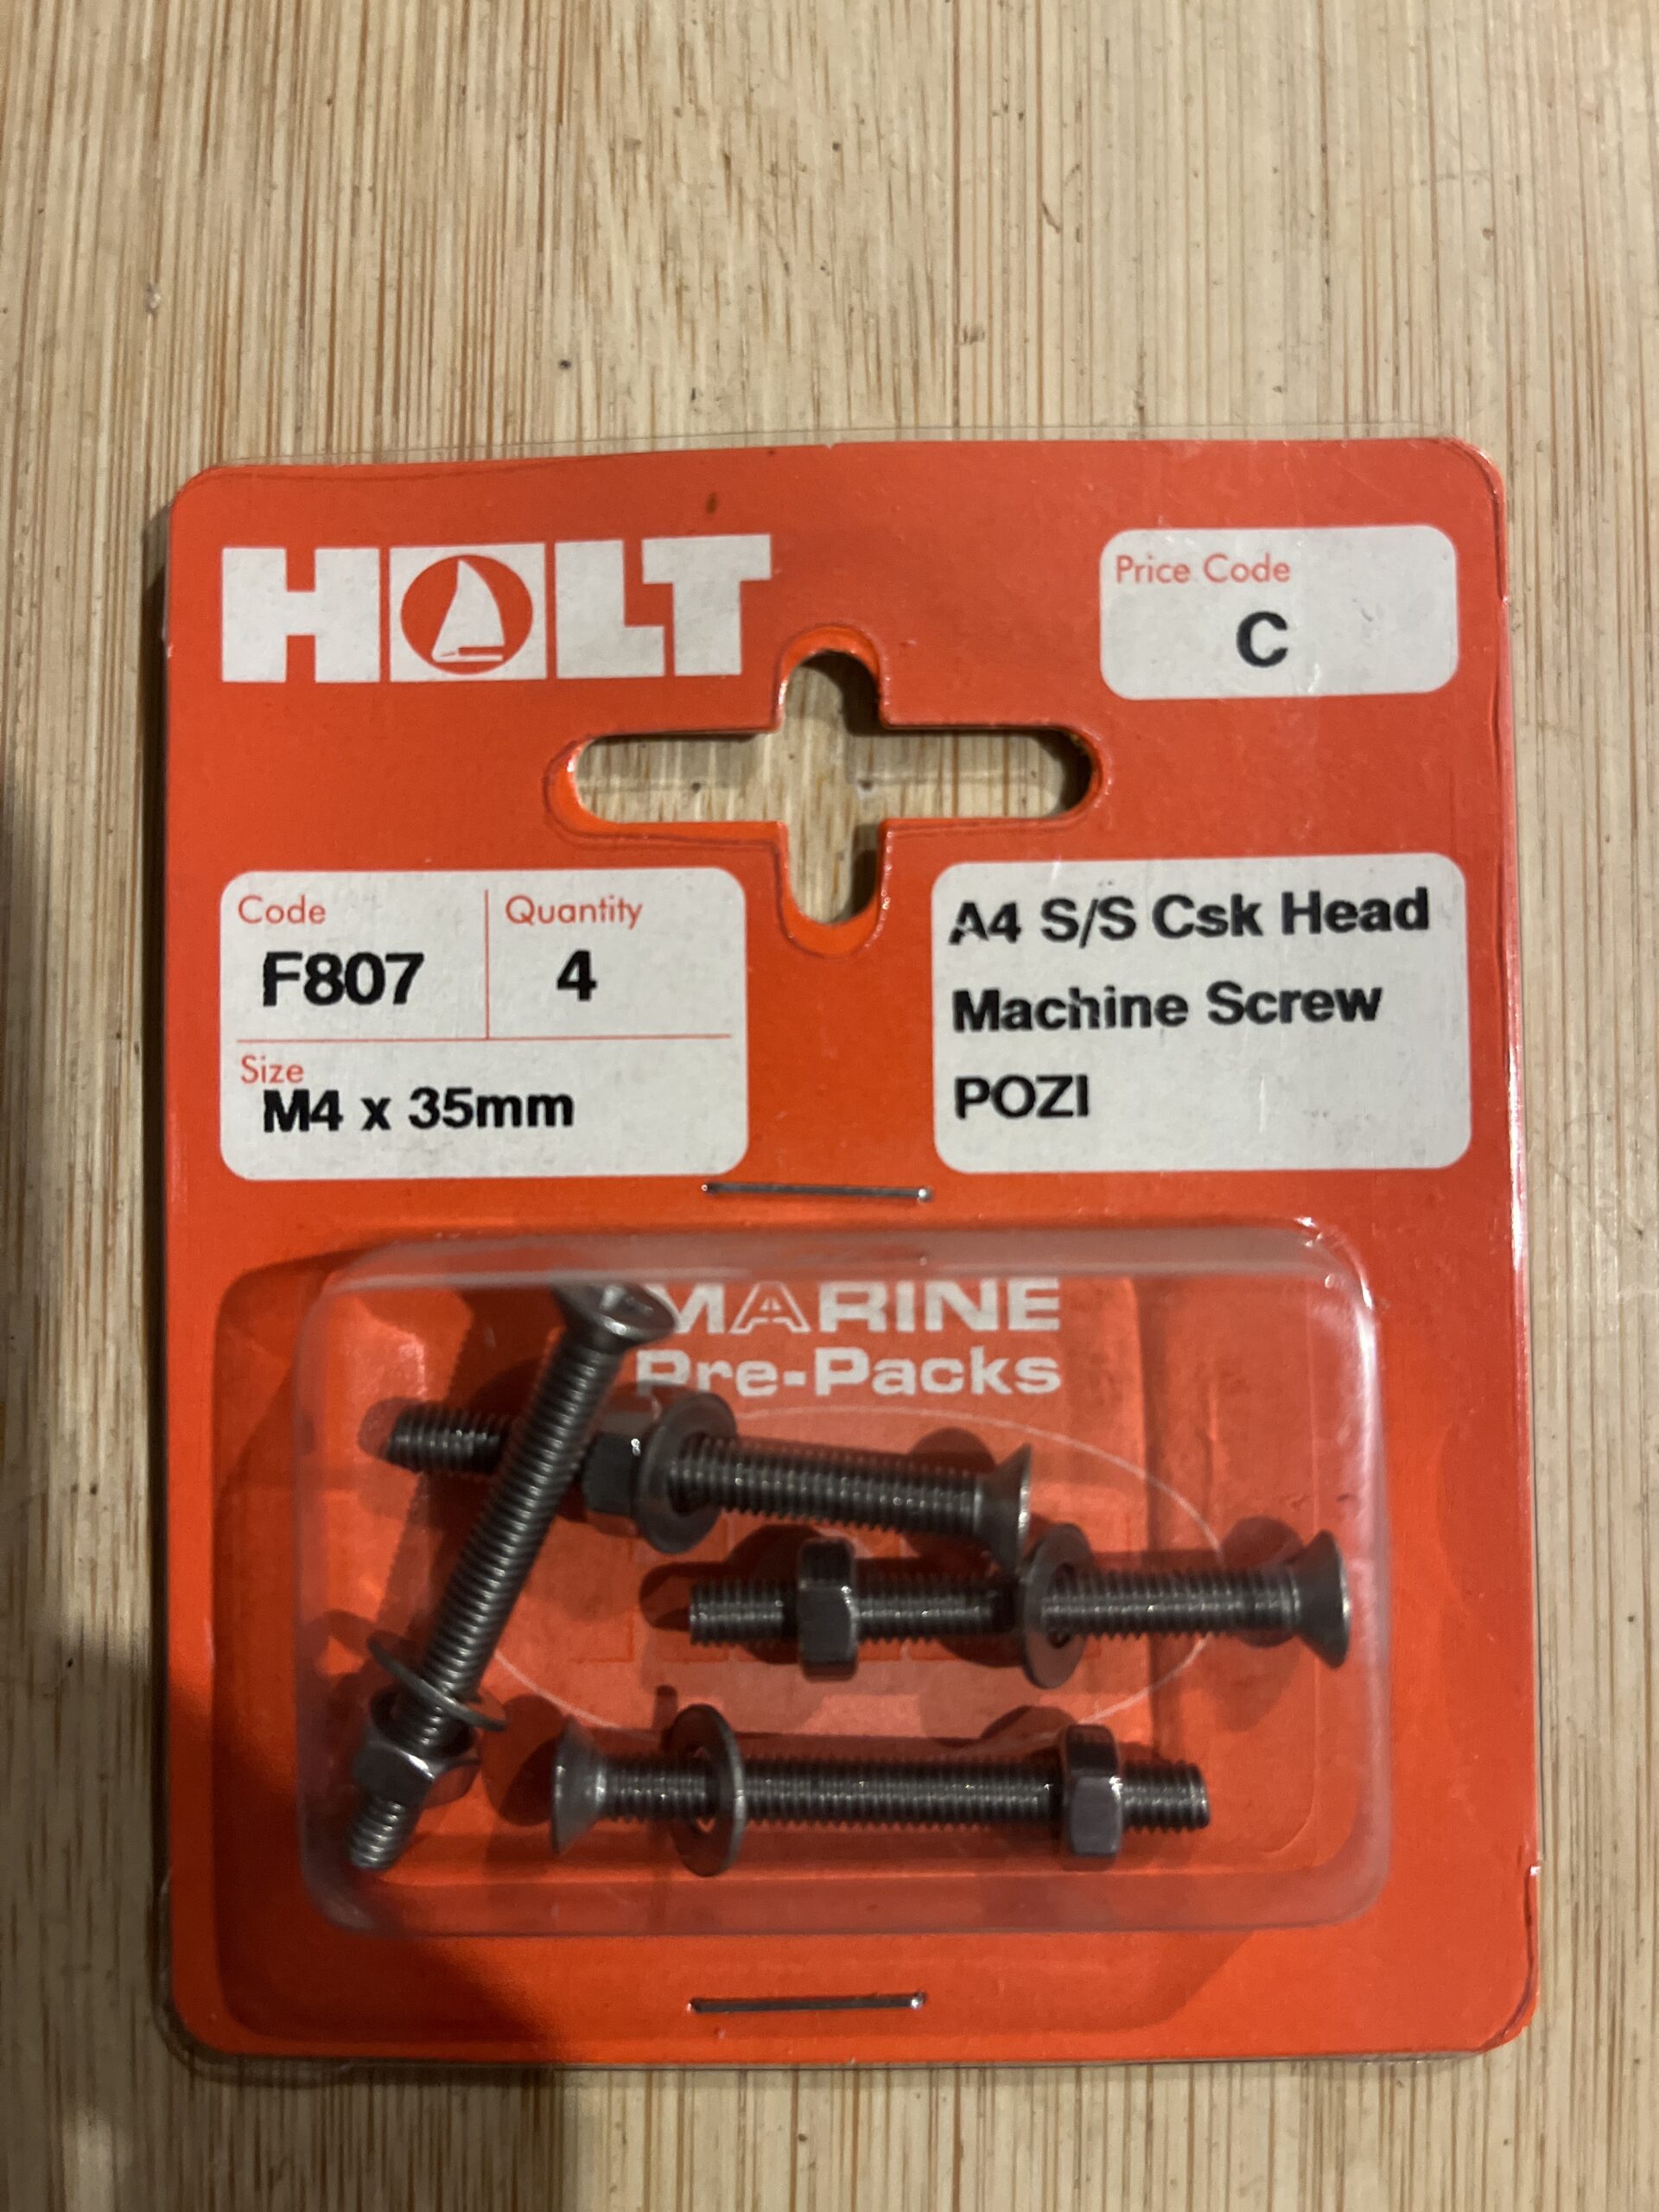 HOLT
Price Code
C
Code
F807
Quantity
4
Size
M4 x 35mm
A4 S/S Csk Head
Machine Screw
POZI
MARINE
Pre-Packs